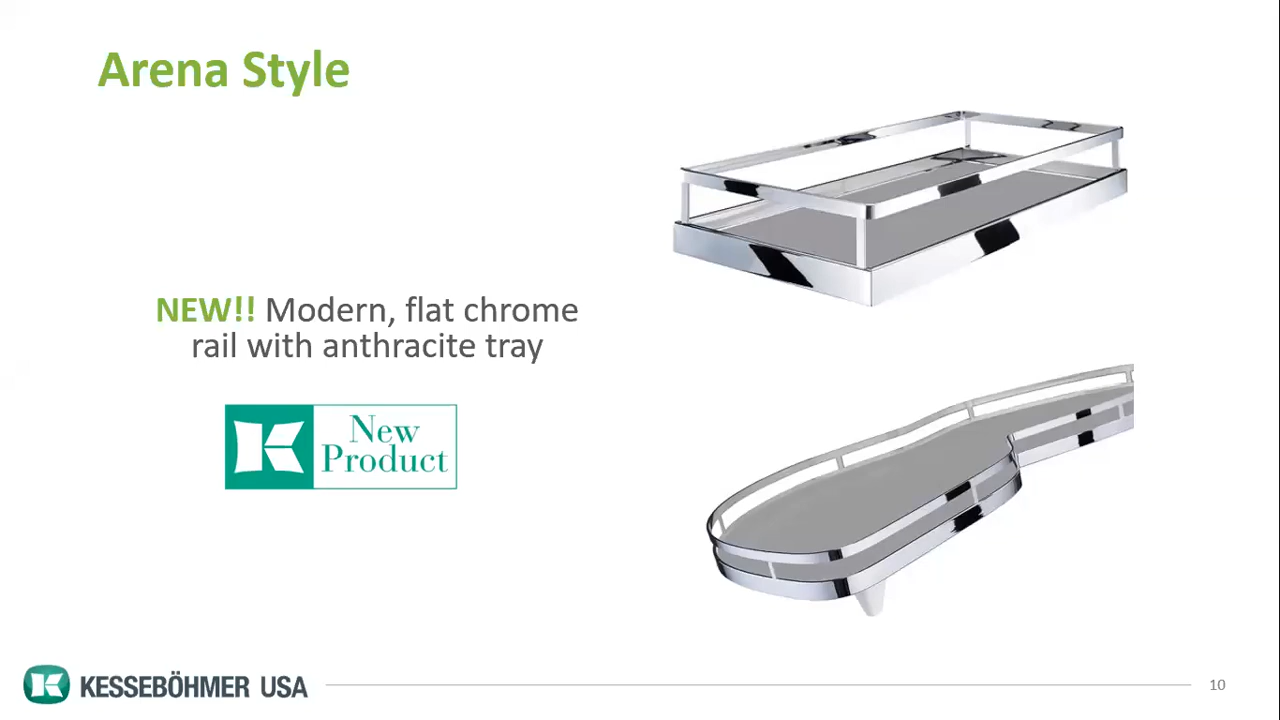 Arena Style
NEW!! Modern, flat chrome
rail with anthracite tray
New
Product
KESSEBÖHMER USA
10